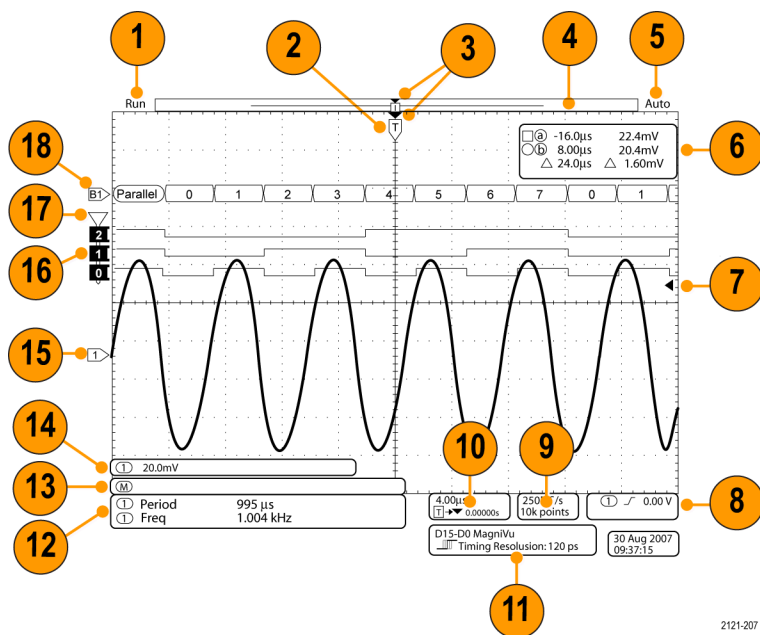 1
2
3
4
5
Run
Auto
T
ⓐ -16.0µs 22.4mV
ⓑ 8.00µs 20.4mV
△ 24.0µs △ 1.60mV
6
18
B1
Parallel 0 1 2 3 4 5 6 7 0 1
17
2
1
0
16
7
15
1
14
10
9
① 20.0mV
13
Ⓜ
8
12
① Period 995 µs
① Freq 1.004 kHz
4.00µs
T → ▼ 0.00000s
10k points
① 0.00 V
D15-D0 MagniVu
Timing Resolusion: 120 ps
30 Aug 2007
09:37:15
11
2121-207